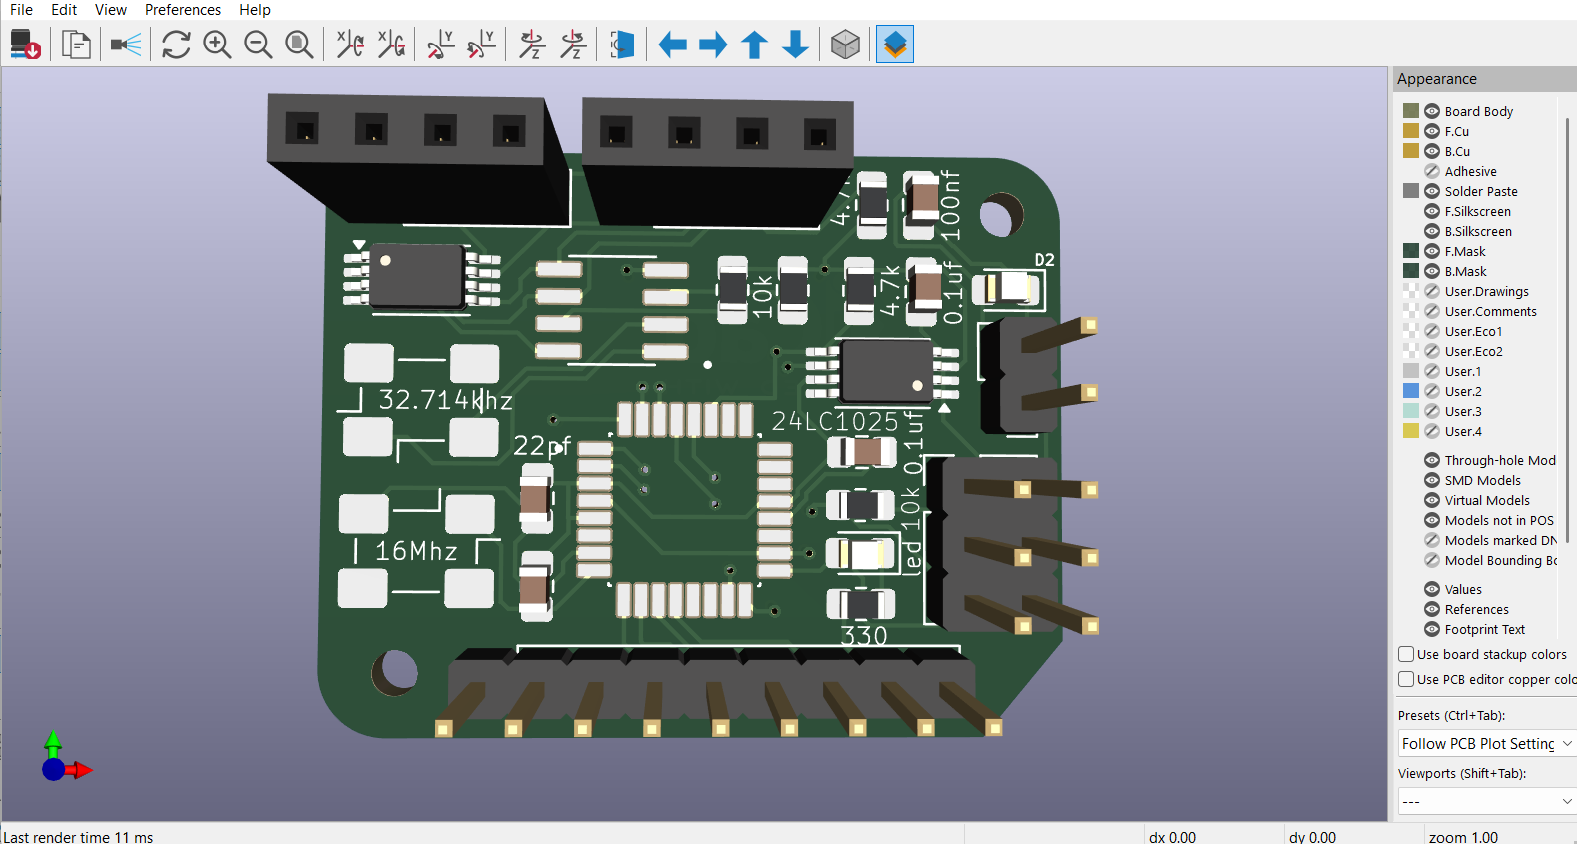 File Edit View Preferences Help
Appearance
Board Body
F.Cu
B.Cu
Adhesive
Solder Paste
F.Silkscreen
B.Silkscreen
F.Mask
B.Mask
User.Drawings
User.Comments
User.Eco1
User.Eco2
User.1
User.2
User.3
User.4
Through-hole Mod
SMD Models
Virtual Models
Models not in POS
Models marked DN
Model Bounding Bo
Values
References
Footprint Text
Use board stackup colors
Use PCB editor copper colo
Presets (Ctrl+Tab):
Follow PCB Plot Setting
Viewports (Shift+Tab):
---
100nf
D2
10k
4.7k
0.1uf
32.714khz
24LC1025
22pf
0.1uf
10k
led
16Mhz
330
X
X
Y
Y
Z
Z
Last render time 11 ms
dx 0.00
dy 0.00
zoom 1.00